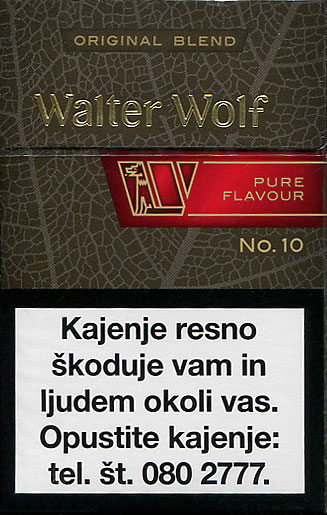 ORIGINAL BLEND
Walter Wolf
PURE
FLAVOUR
No. 10
Kajenje resno
škoduje vam in
ljudem okoli vas.
Opustite kajenje:
tel. št. 080 2777.